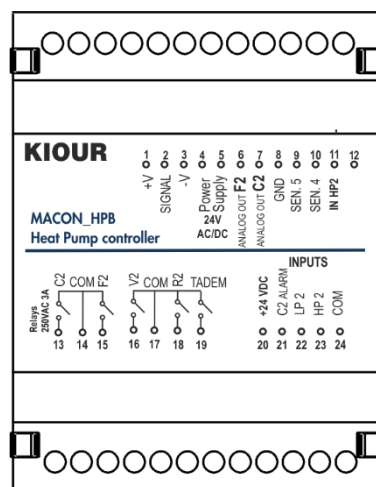 KIOUR
1 2 3 4 5 6 7 8 9 10 11 12
+V
SIGNAL
-V
Power
Supply
24V
AC/DC
ANALOG OUT F2
ANALOG OUT C2
GND
SEN. 5
SEN. 4
IN HP2
MACON_HPB
Heat Pump controller
INPUTS
Relays
250VAC 3A
C2 COM F2
V2 COM R2 TADEM
+24 VDC
C2 ALARM
LP 2
HP 2
COM
13 14 15 16 17 18 19 20 21 22 23 24